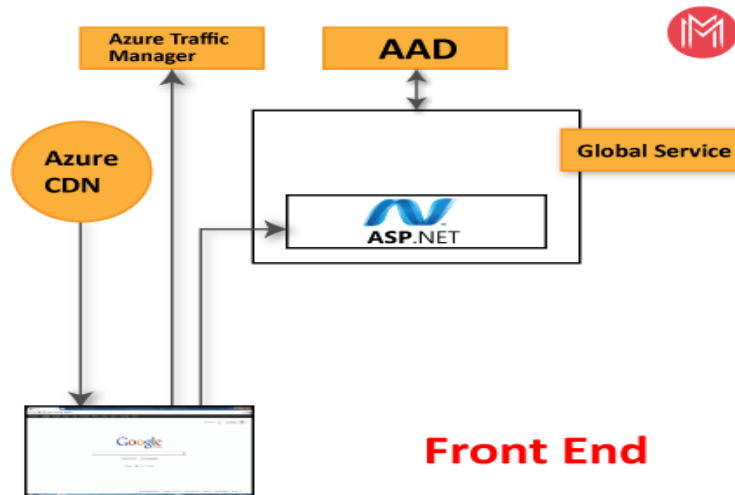 Azure Traffic
Manager
AAD
Azure
CDN
Global Service
ASP.NET
Google
Front End